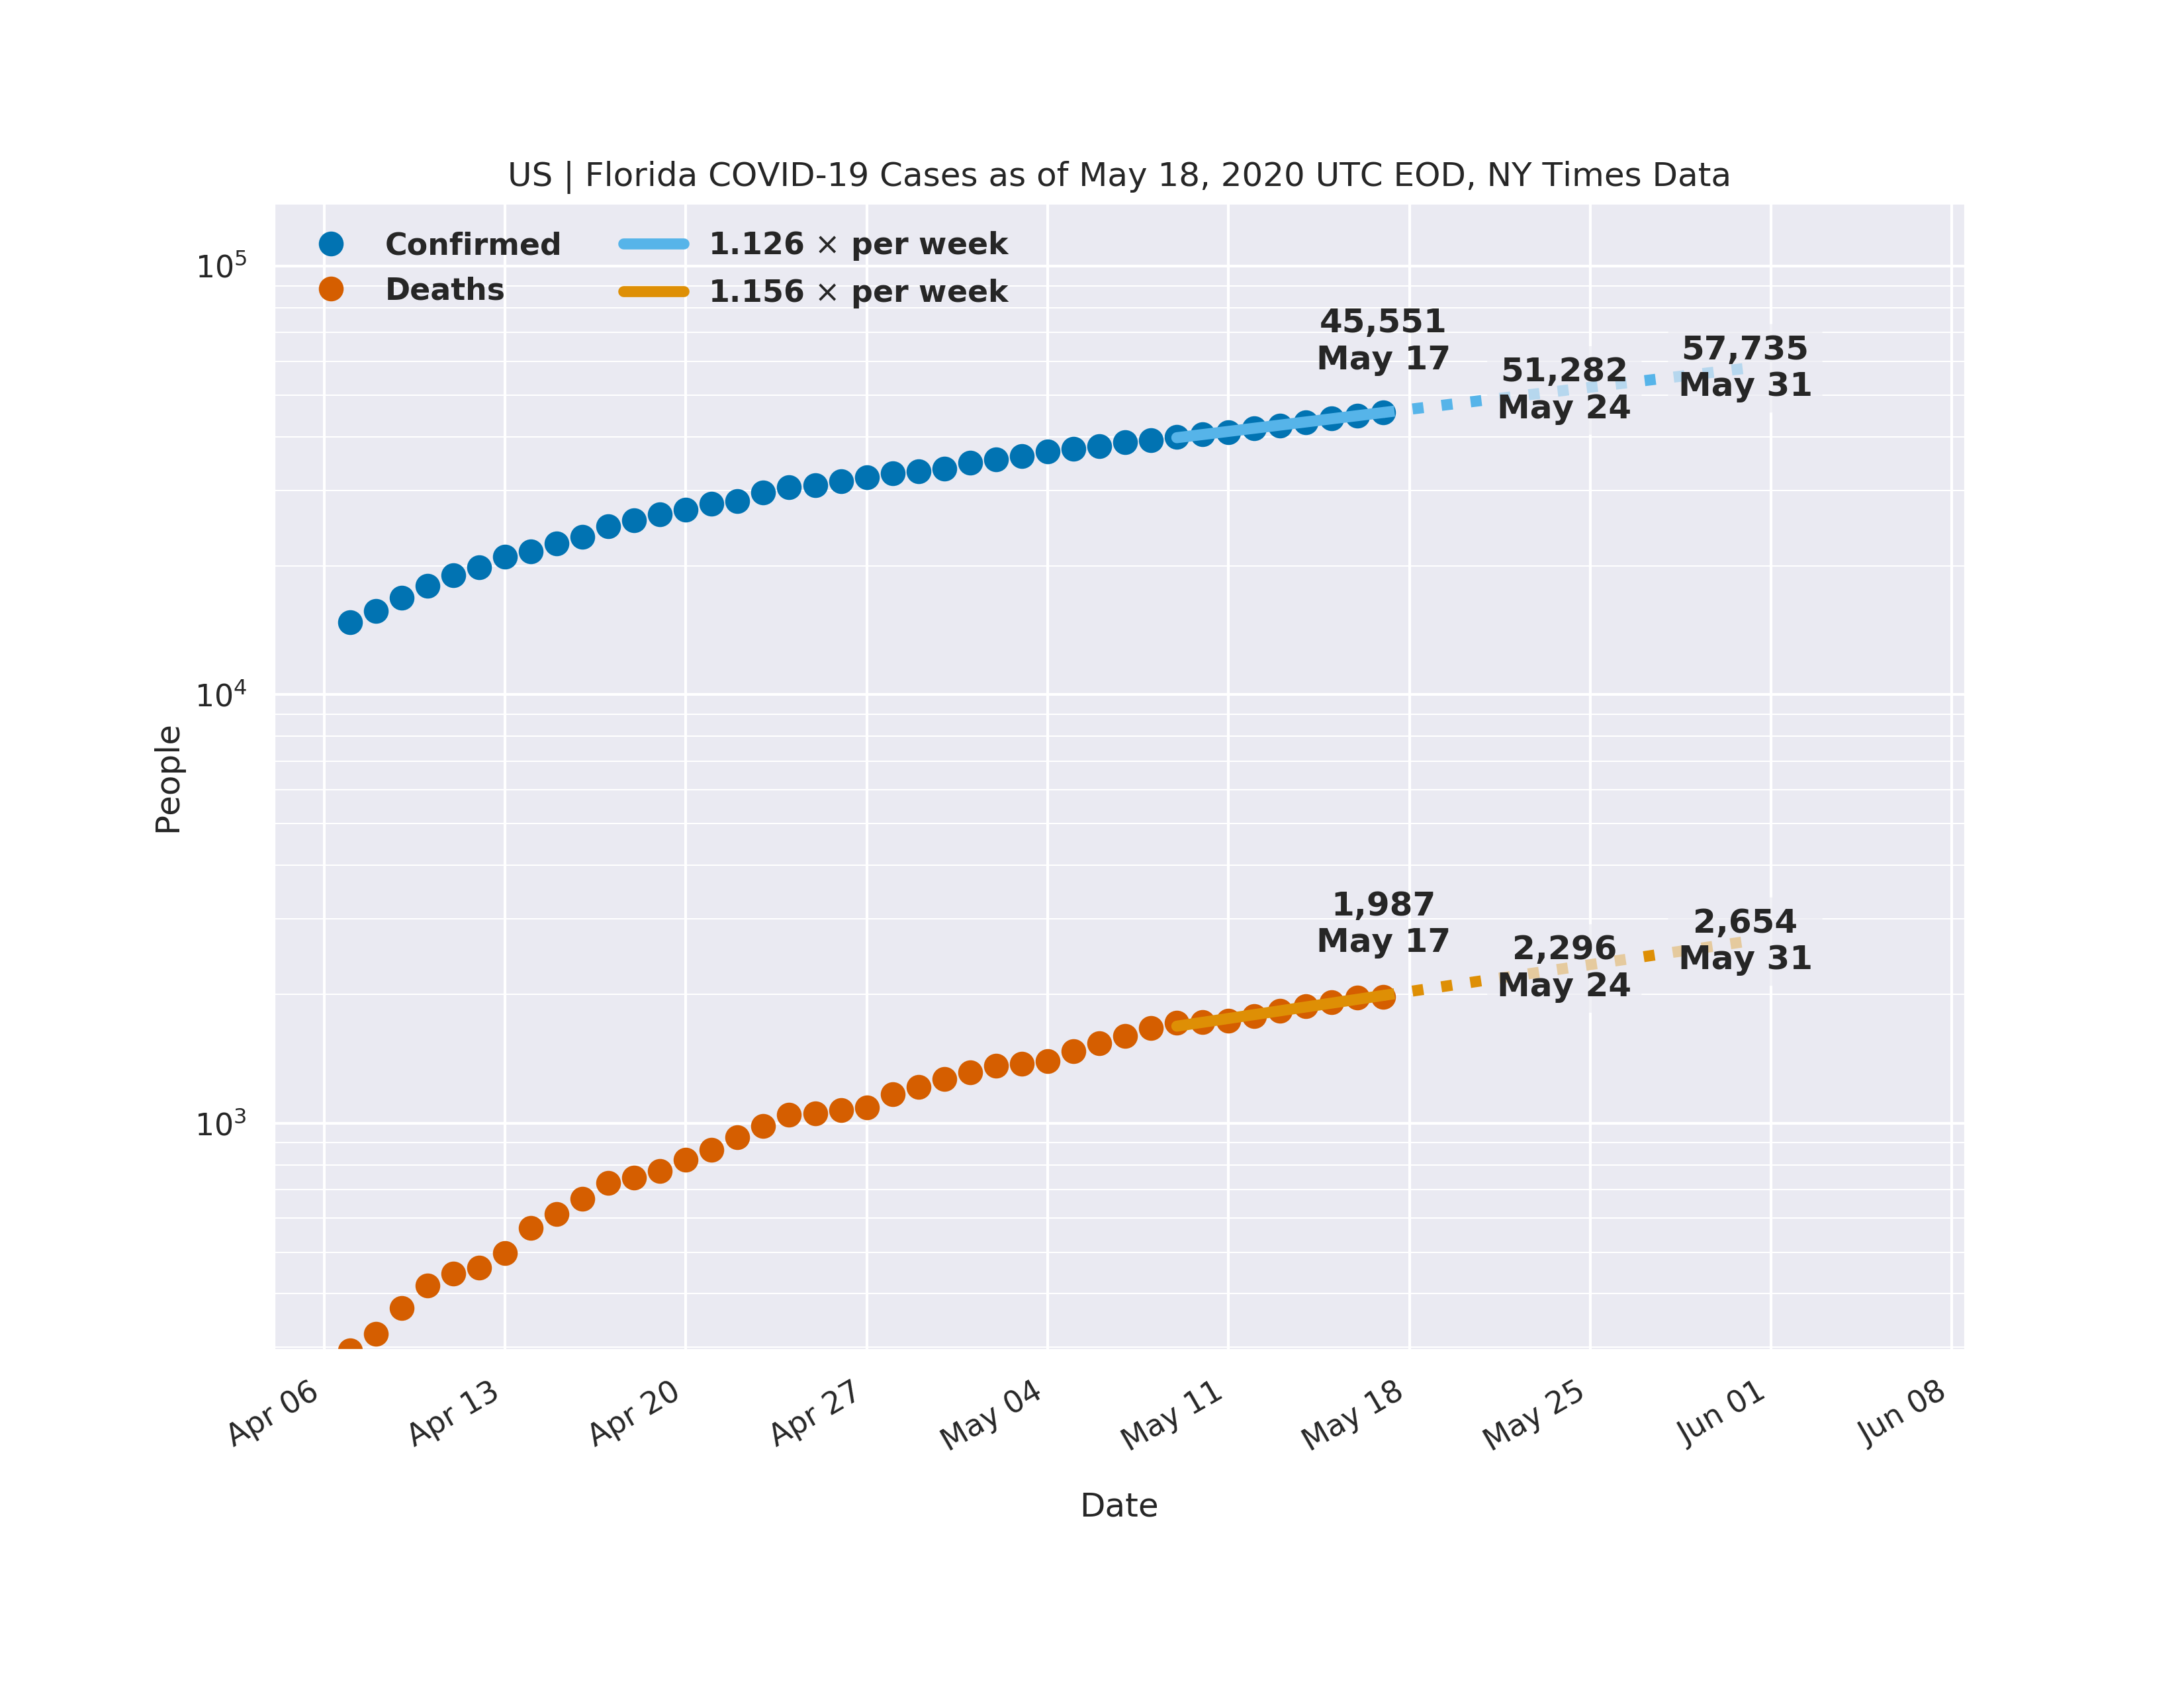 US | Florida COVID-19 Cases as of May 18, 2020 UTC EOD, NY Times Data
Confirmed
Deaths
1.126 × per week
1.156 × per week
45,551
May 17
51,282
May 24
57,735
May 31
1,987
May 17
2,296
May 24
2,654
May 31
10⁵
10⁴
10³
People
Apr 06
Apr 13
Apr 20
Apr 27
May 04
May 11
May 18
May 25
Jun 01
Jun 08
Date